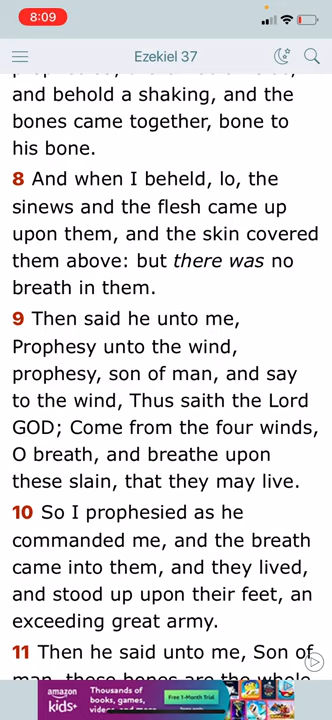 8:09
Ezekiel 37
and behold a shaking, and the
bones came together, bone to
his bone.
8 And when I beheld, lo, the
sinews and the flesh came up
upon them, and the skin covered
them above: but there was no
breath in them.
9 Then said he unto me,
Prophesy unto the wind,
prophesy, son of man, and say
to the wind, Thus saith the Lord
GOD; Come from the four winds,
O breath, and breathe upon
these slain, that they may live.
10 So I prophesied as he
commanded me, and the breath
came into them, and they lived,
and stood up upon their feet, an
exceeding great army.
11 Then he said unto me, Son of
man, these bones are the whole
amazon
kids+
Thousands of
books, games,
Free 1-Month Trial